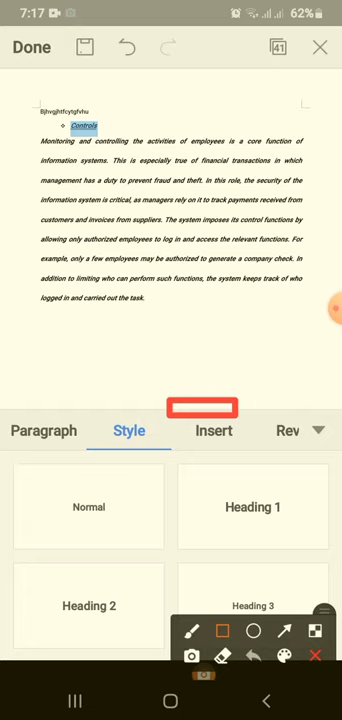 7:17 62%
Done 41
Bjhvgjhtfcytgfvhu
❖ Controls
Monitoring and controlling the activities of employees is a core function of
information systems. This is especially true of financial transactions in which
management has a duty to prevent fraud and theft. In this role, the security of the
information system is critical, as managers rely on it to track payments received from
customers and invoices from suppliers. The system imposes its control functions by
allowing only authorized employees to log in and access the relevant functions. For
example, only a few employees may be authorized to generate a company check. In
addition to limiting who can perform such functions, the system keeps track of who
logged in and carried out the task.
Paragraph Style Insert Rev
Normal Heading 1
Heading 2 Heading 3